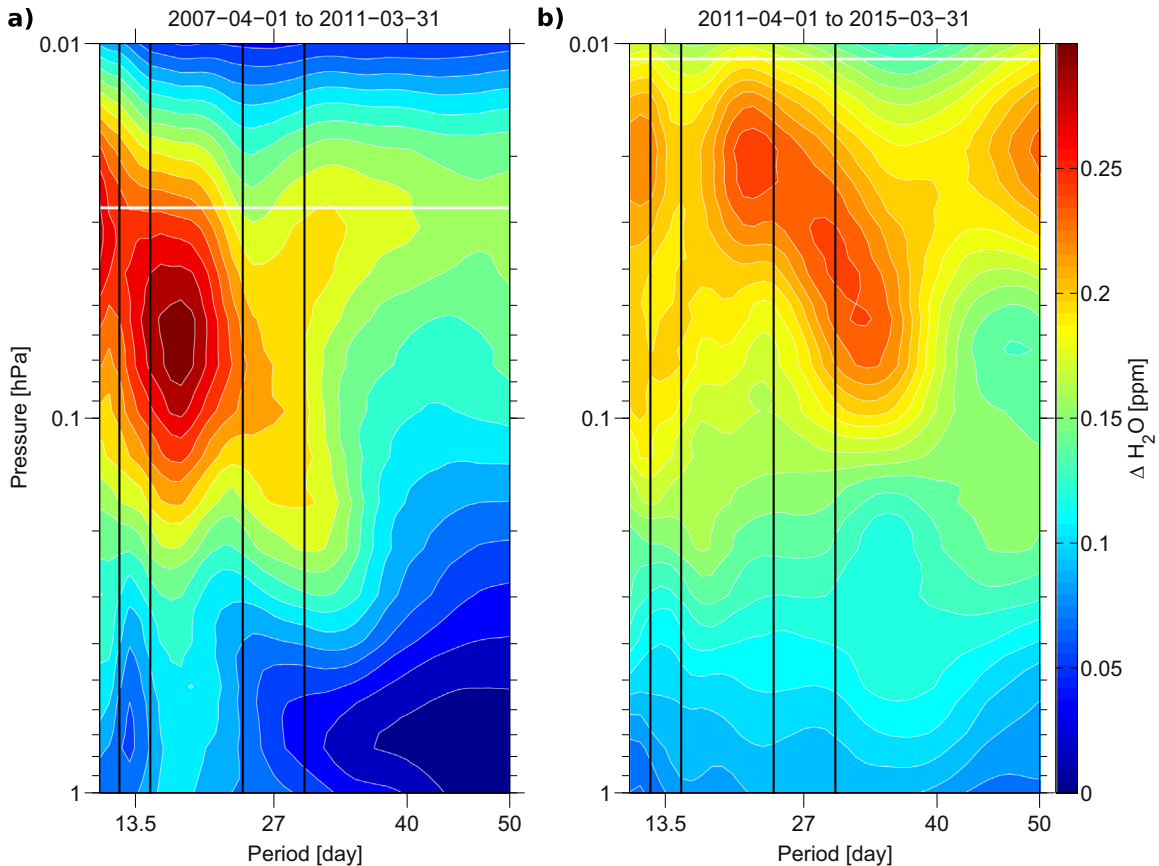 a) 2007−04−01 to 2011−03−31
b) 2011−04−01 to 2015−03−31
0.01
0.1
1
Pressure [hPa]
13.5 27 40 50
Period [day]
0.01
0.1
1
13.5 27 40 50
Period [day]
0.25
0.2
0.15
0.1
0.05
0
Δ H₂O [ppm]